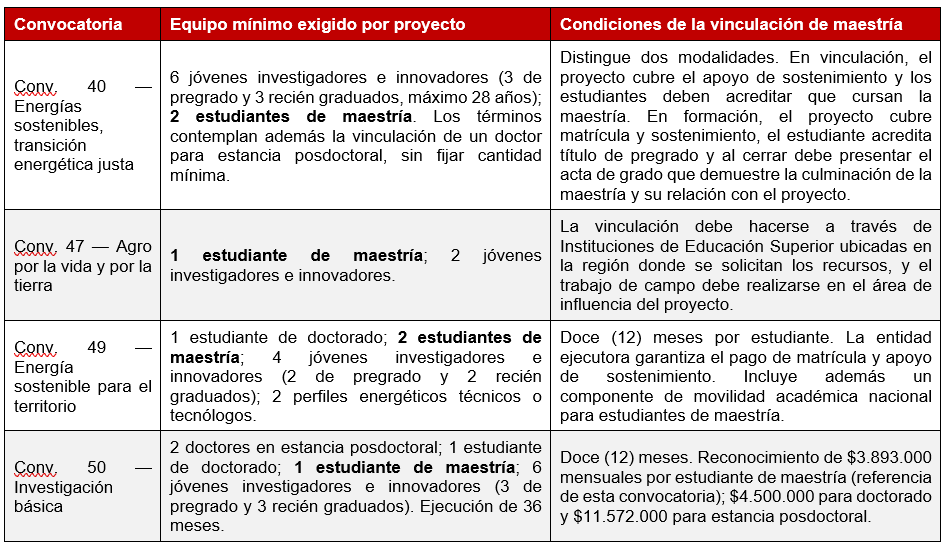 Convocatoria
Equipo mínimo exigido por proyecto
Condiciones de la vinculación de maestría
Conv. 40 —
Energías
sostenibles,
transición
energética justa
6 jóvenes investigadores e innovadores (3 de
pregrado y 3 recién graduados, máximo 28 años);
2 estudiantes de maestría. Los términos
contemplan además la vinculación de un doctor
para estancia posdoctoral, sin fijar cantidad
mínima.
Distingue dos modalidades. En vinculación, el
proyecto cubre el apoyo de sostenimiento y los
estudiantes deben acreditar que cursan la
maestría. En formación, el proyecto cubre
matrícula y sostenimiento, el estudiante acredita
título de pregrado y al cerrar debe presentar el
acta de grado que demuestre la culminación de la
maestría y su relación con el proyecto.
Conv. 47 — Agro
por la vida y por la
tierra
1 estudiante de maestría; 2 jóvenes
investigadores e innovadores.
La vinculación debe hacerse a través de
Instituciones de Educación Superior ubicadas en
la región donde se solicitan los recursos, y el
trabajo de campo debe realizarse en el área de
influencia del proyecto.
Conv. 49 —
Energía
sostenible para el
territorio
1 estudiante de doctorado; 2 estudiantes de
maestría; 4 jóvenes investigadores e
innovadores (2 de pregrado y 2 recién
graduados); 2 perfiles energéticos técnicos o
tecnólogos.
Doce (12) meses por estudiante. La entidad
ejecutora garantiza el pago de matrícula y apoyo
de sostenimiento. Incluye además un
componente de movilidad académica nacional
para estudiantes de maestría.
Conv. 50 —
Investigación
básica
2 doctores en estancia posdoctoral; 1 estudiante
de doctorado; 1 estudiante de maestría; 6
jóvenes investigadores e innovadores (3 de
pregrado y 3 recién graduados). Ejecución de 36
meses.
Doce (12) meses. Reconocimiento de $3.893.000
mensuales por estudiante de maestría (referencia
de esta convocatoria); $4.500.000 para doctorado
y $11.572.000 para estancia posdoctoral.